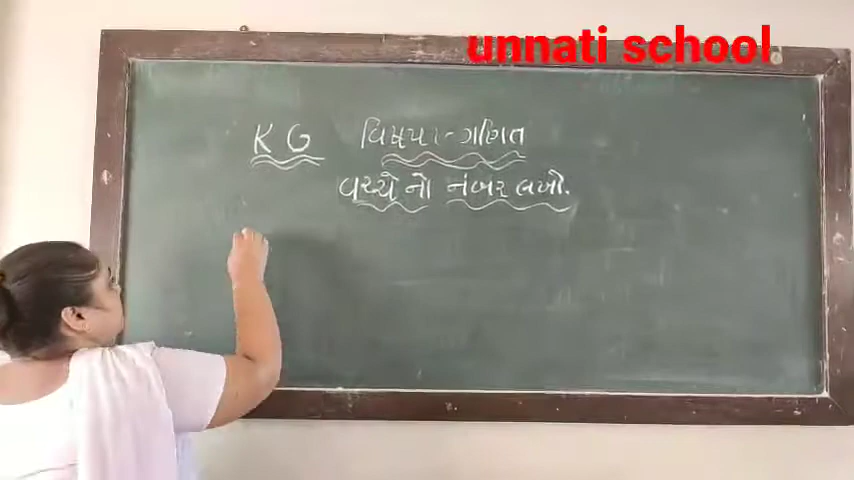 unnati school
KG વિષય - ગણિત
વચ્ચે નો નંબર લખો.